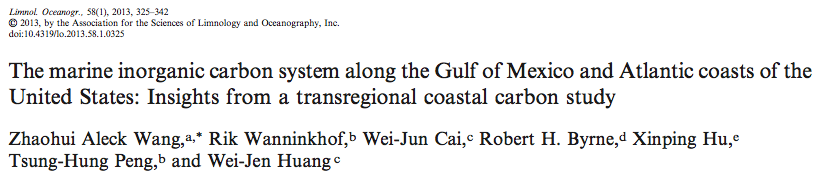 Limnol. Oceanogr., 58(1), 2013, 325–342
© 2013, by the Association for the Sciences of Limnology and Oceanography, Inc.
doi:10.4319/lo.2013.58.1.0325
The marine inorganic carbon system along the Gulf of Mexico and Atlantic coasts of the
United States: Insights from a transregional coastal carbon study
Zhaohui Aleck Wang,a,* Rik Wanninkhof,b Wei-Jun Cai,c Robert H. Byrne,d Xinping Hu,e
Tsung-Hung Peng,b and Wei-Jen Huang c